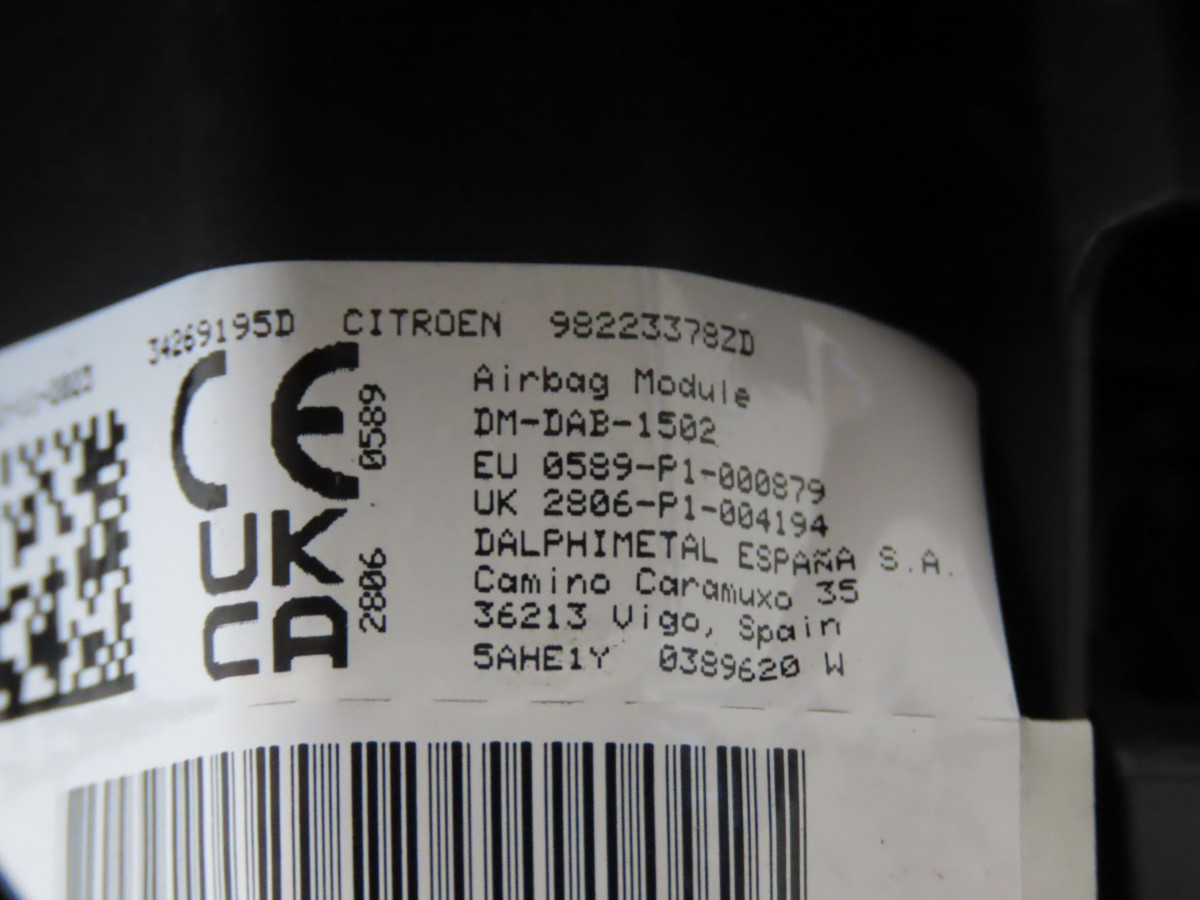 34269195D CITROEN 98223378ZD
CE 0589
Airbag Module
DM-DAB-1502
EU 0589-P1-000879
UK 2806-P1-004194
UK
CA 2806
DALPHIMETAL ESPAÑA S.A.
Camino Caramuxo 35
36213 Vigo, Spain
5AHE1Y 0389620 W